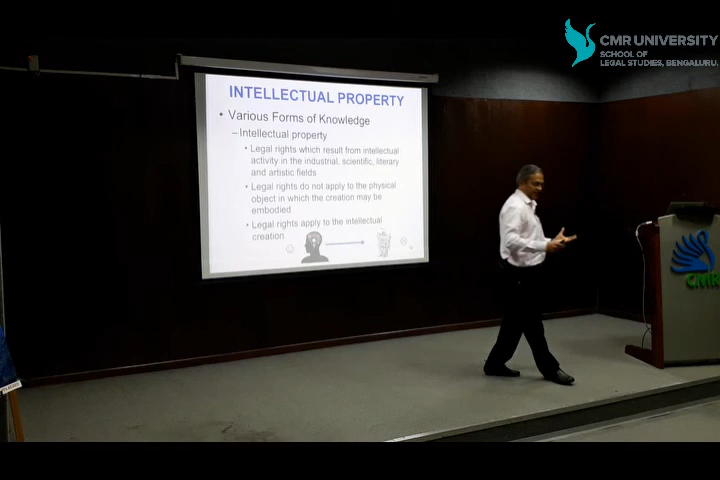 CMR UNIVERSITY
SCHOOL OF
LEGAL STUDIES, BENGALURU.
INTELLECTUAL PROPERTY
• Various Forms of Knowledge
– Intellectual property
• Legal rights which result from intellectual
activity in the industrial, scientific, literary
and artistic fields
• Legal rights do not apply to the physical
object in which the creation may be
embodied
• Legal rights apply to the intellectual
creation
CMR